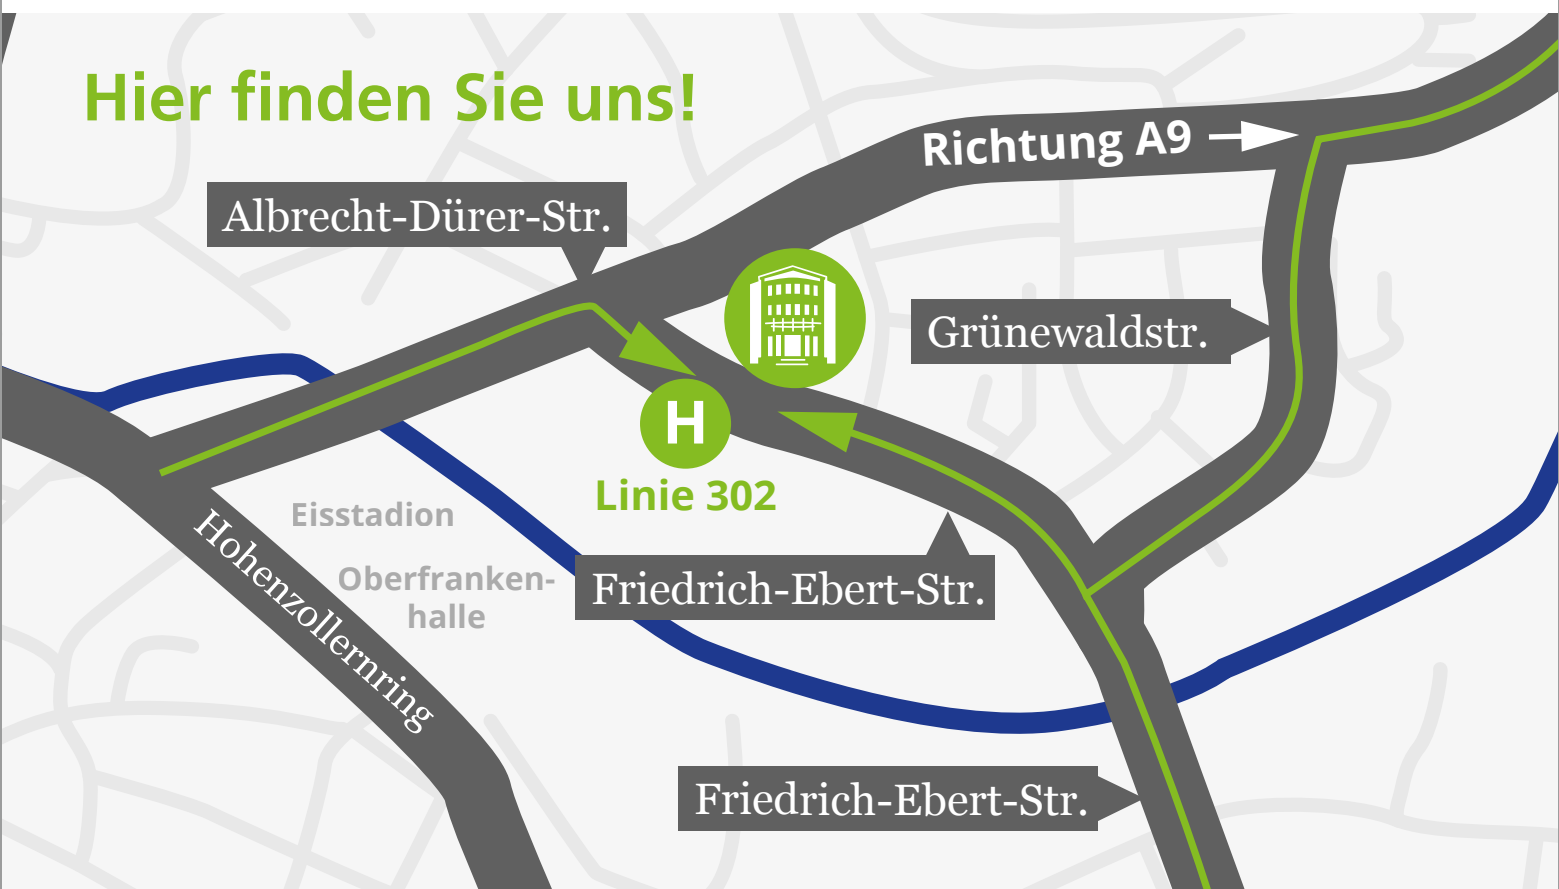 Hier finden Sie uns!
Richtung A9
Albrecht-Dürer-Str.
Grünewaldstr.
H
Linie 302
Eisstadion
Oberfranken-
halle
Hohenzollernring
Friedrich-Ebert-Str.
Friedrich-Ebert-Str.